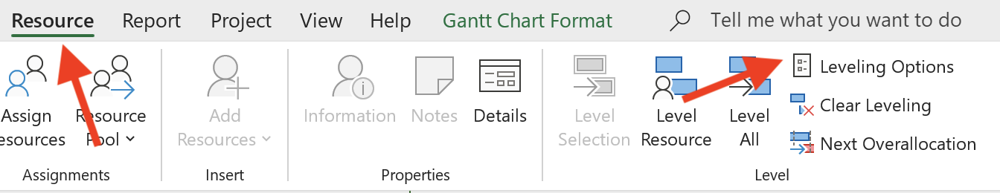 Resource Report Project View Help Gantt Chart Format Tell me what you want to do
Assign
esources
Resource
Pool
Add
Resources
Information
Notes
Details
Level
Selection
Level
Resource
Level
All
Leveling Options
Clear Leveling
Next Overallocation
Assignments
Insert
Properties
Level